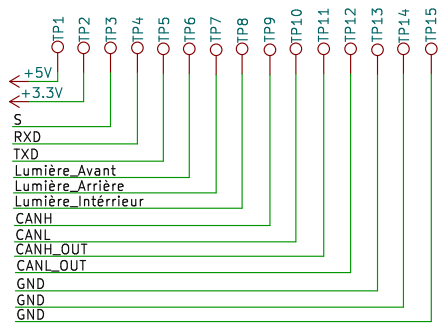 TP1 TP2 TP3 TP4 TP5 TP6 TP7 TP8 TP9 TP10 TP11 TP12 TP13 TP14 TP15
+5V
+3.3V
S
RXD
TXD
Lumière_Avant
Lumière_Arrière
Lumière_Intérrieur
CANH
CANL
CANH_OUT
CANL_OUT
GND
GND
GND